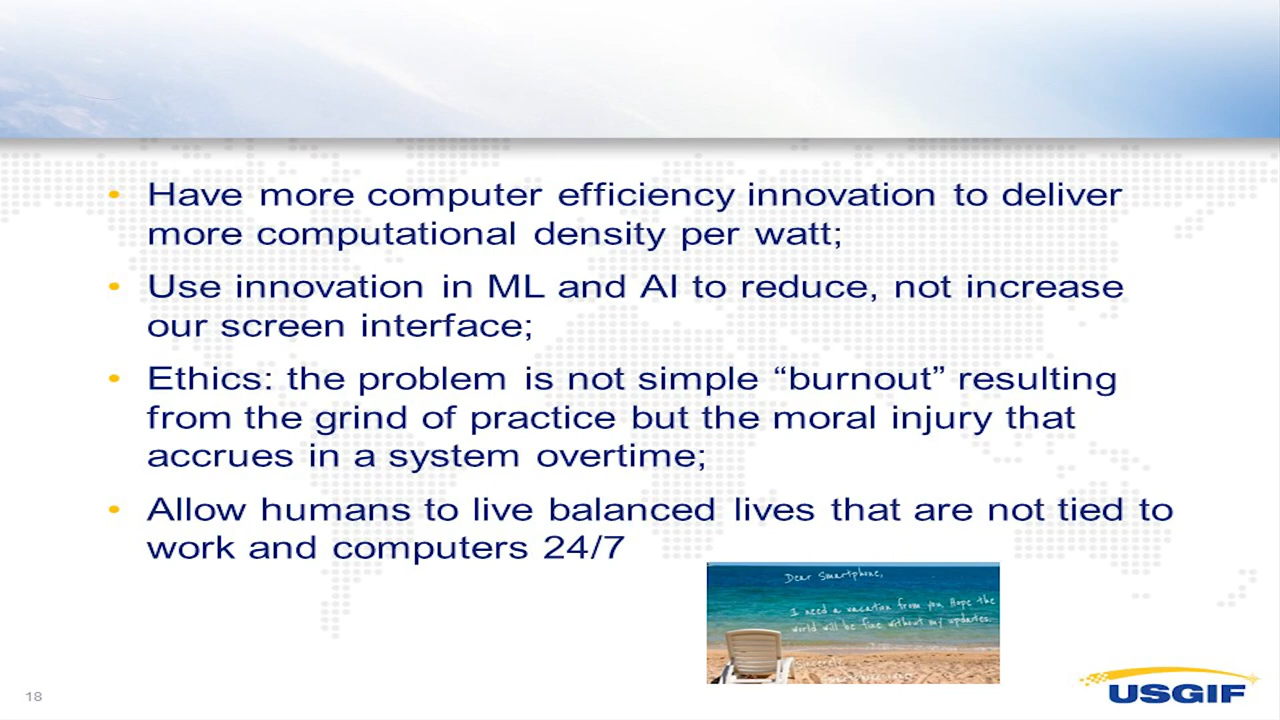 • Have more computer efficiency innovation to deliver
more computational density per watt;
• Use innovation in ML and AI to reduce, not increase
our screen interface;
• Ethics: the problem is not simple “burnout” resulting
from the grind of practice but the moral injury that
accrues in a system overtime;
• Allow humans to live balanced lives that are not tied to
work and computers 24/7
Dear Smartphone,
I need a vacation from you. Hope the
world will be fine without my updates.
Sincerely,
18
USGIF